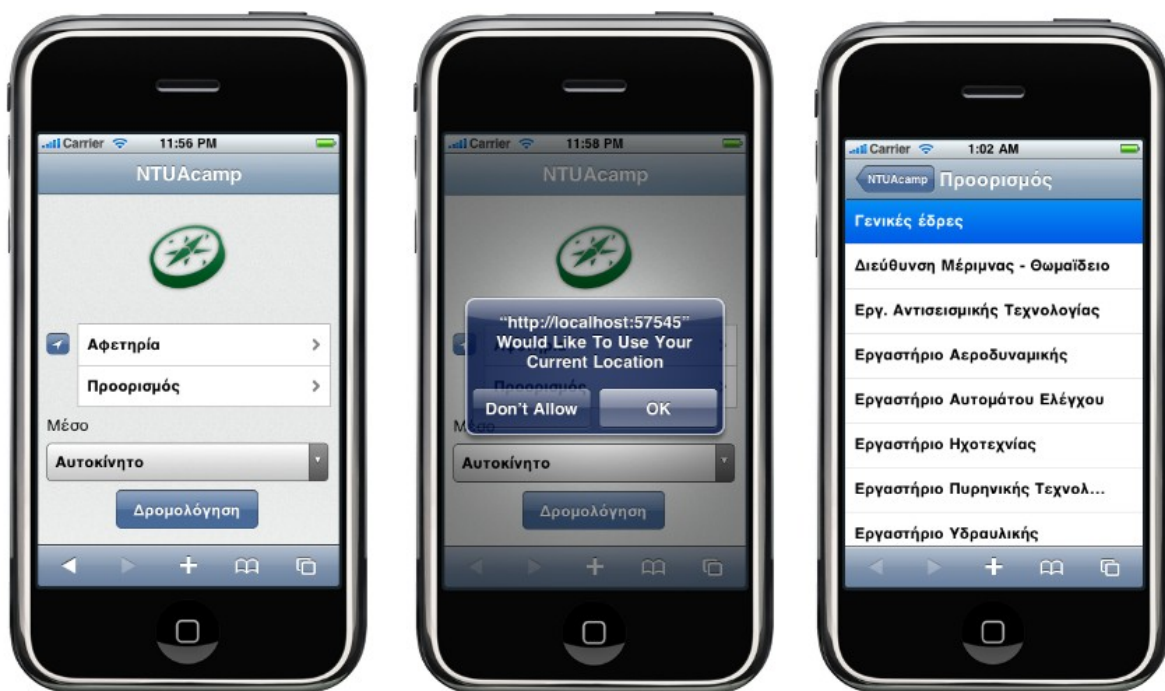 Carrier 11:56 PM
NTUAcamp
Αφετηρία
Προορισμός
Μέσο
Αυτοκίνητο
Δρομολόγηση
Carrier 11:58 PM
NTUAcamp
"http://localhost:57545"
Would Like To Use Your
Current Location
Προορισμός
Don't Allow OK
Αυτοκίνητο
Δρομολόγηση
Carrier 1:02 AM
NTUAcamp Προορισμός
Γενικές έδρες
Διεύθυνση Μέριμνας - Θωμαΐδειο
Εργ. Αντισεισμικής Τεχνολογίας
Εργαστήριο Αεροδυναμικής
Εργαστήριο Αυτομάτου Ελέγχου
Εργαστήριο Ηχοτεχνίας
Εργαστήριο Πυρηνικής Τεχνολ...
Εργαστήριο Υδραυλικής